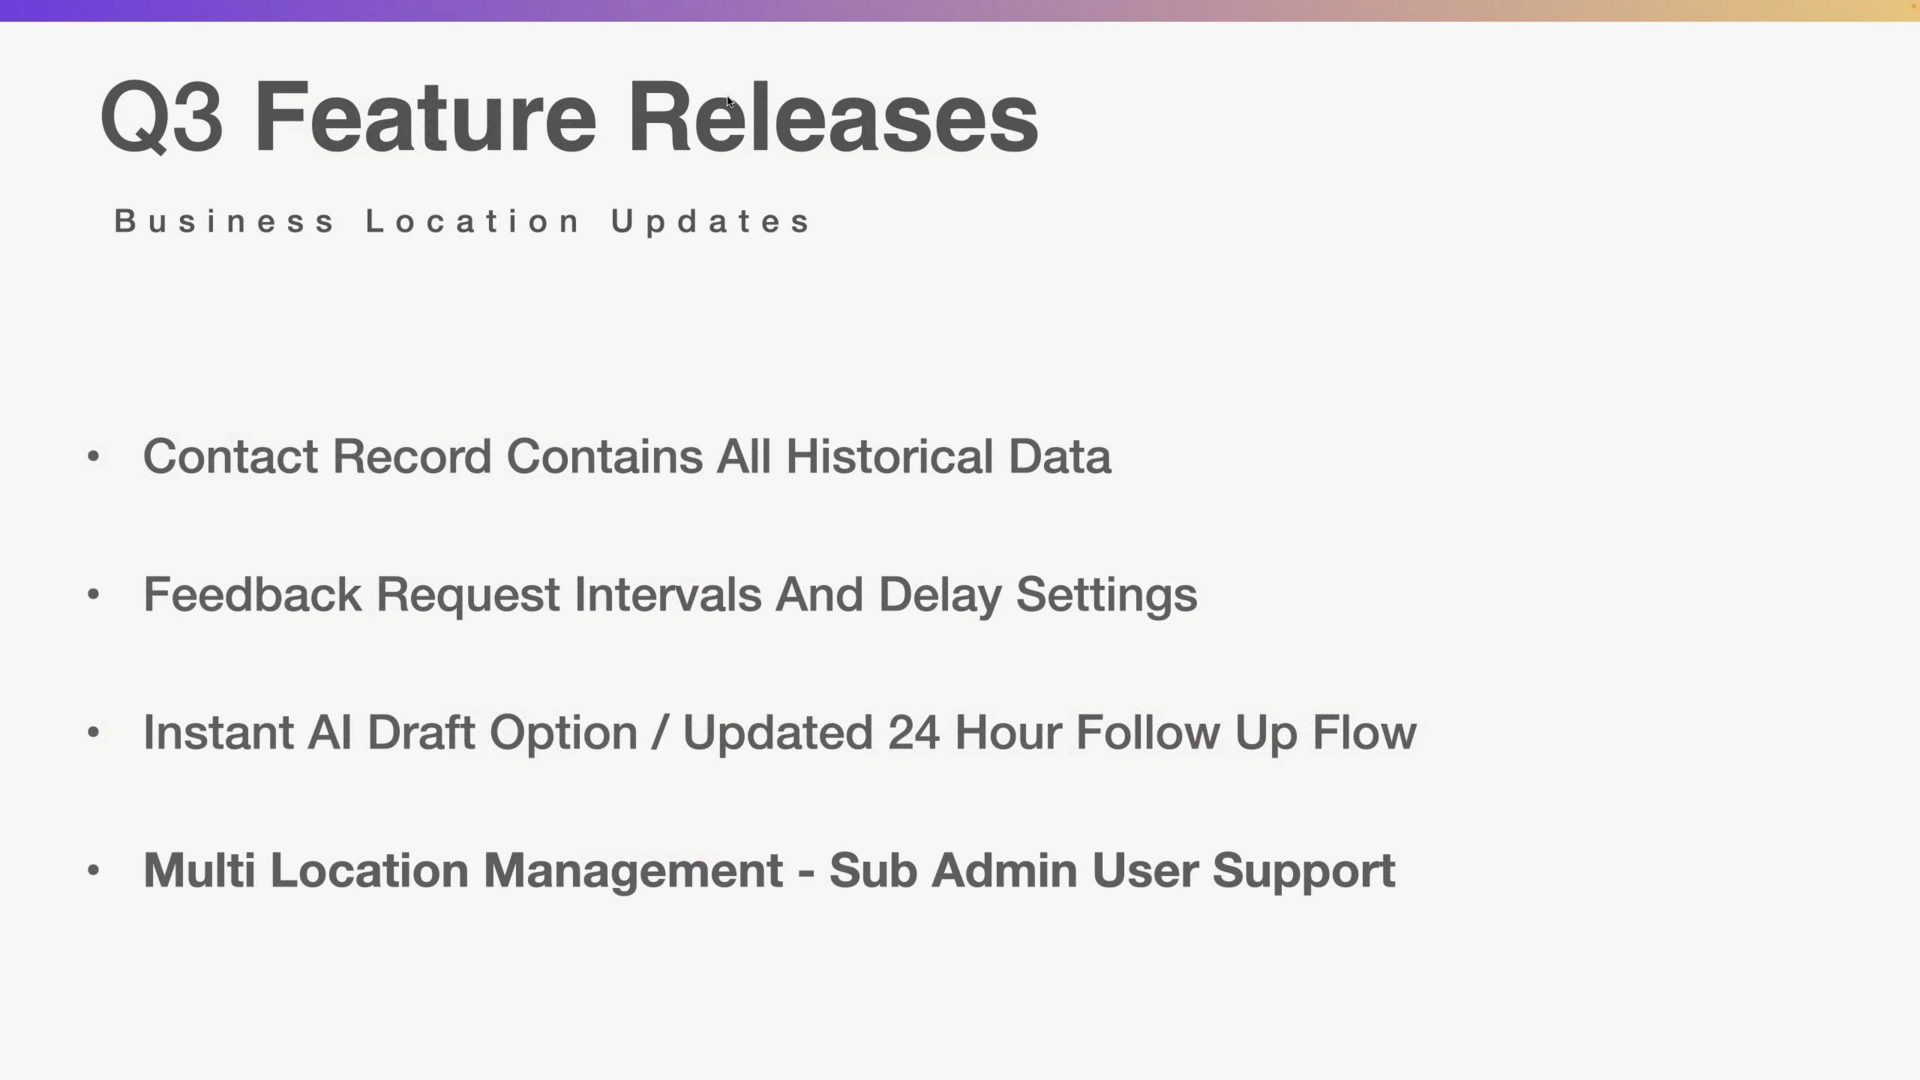 Q3 Feature Releases
Business Location Updates
• Contact Record Contains All Historical Data
• Feedback Request Intervals And Delay Settings
• Instant AI Draft Option / Updated 24 Hour Follow Up Flow
• Multi Location Management - Sub Admin User Support